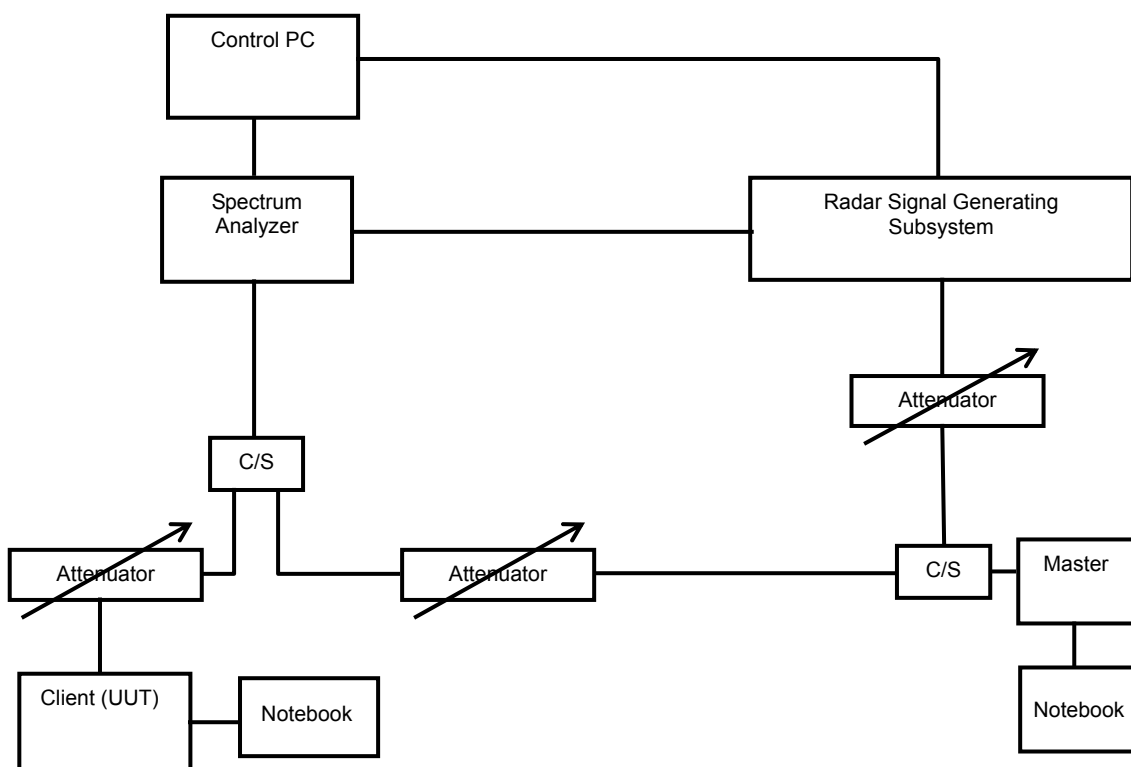 Control PC
Spectrum
Analyzer
Radar Signal Generating
Subsystem
Attenuator
C/S
Attenuator
Attenuator
C/S
Master
Client (UUT)
Notebook
Notebook